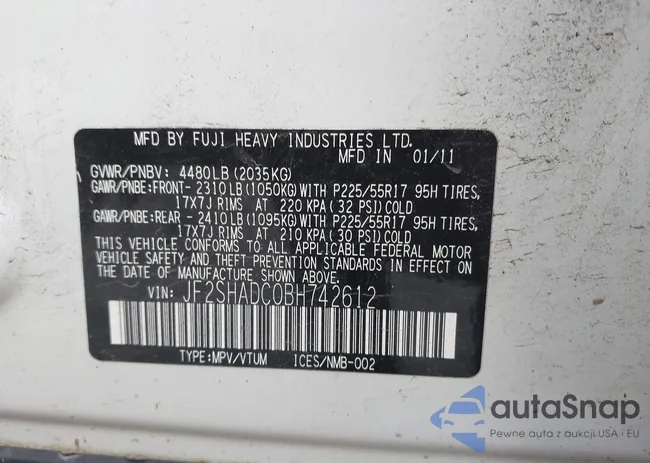 MFD BY FUJI HEAVY INDUSTRIES LTD.
MFD IN 01/11
GVWR/PNBV: 4480LB (2035KG)
GAWR/PNBE:FRONT- 2310LB (1050KG) WITH P225/55R17 95H TIRES,
17X7J RIMS AT 220 KPA (32 PSI) COLD
GAWR/PNBE:REAR - 2410LB (1095KG) WITH P225/55R17 95H TIRES,
17X7J RIMS AT 210 KPA (30 PSI) COLD
THIS VEHICLE CONFORMS TO ALL APPLICABLE FEDERAL MOTOR
VEHICLE SAFETY AND THEFT PREVENTION STANDARDS IN EFFECT ON
THE DATE OF MANUFACTURE SHOWN ABOVE.
VIN: JF2SHADC0BH742612
TYPE:MPV/VTUM ICES/NMB-002
autaSnap
Pewne auta z aukcji USA i EU